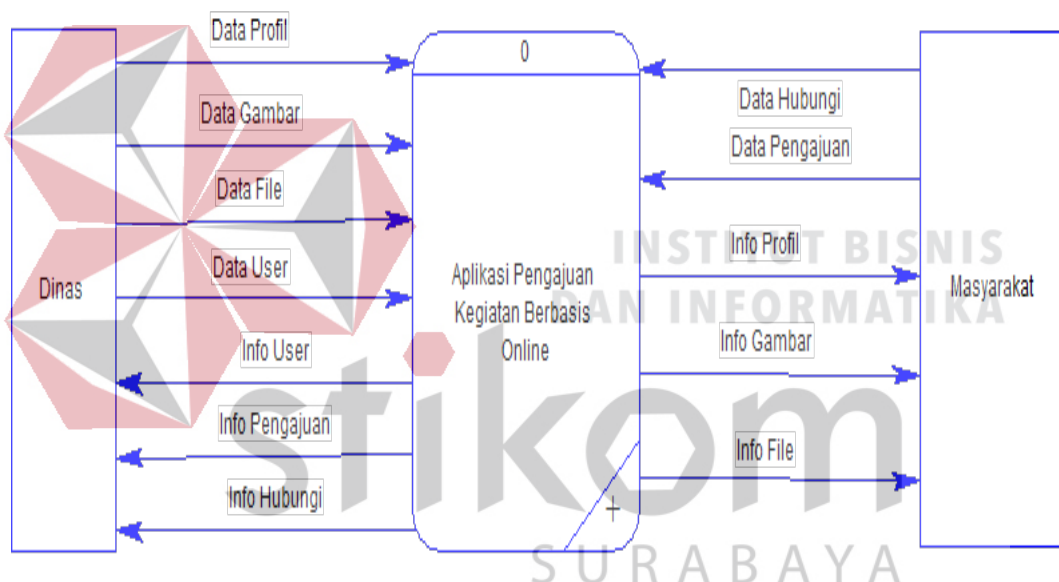 Data Profil
Data Gambar
Data File
Data User
Dinas
Info User
Info Pengajuan
Info Hubungi
0
Aplikasi Pengajuan
Kegiatan Berbasis
Online
+
Data Hubungi
Data Pengajuan
Info Profil
Info Gambar
Info File
Masyarakat
INSTITUT BISNIS
DAN INFORMATIKA
stikom
SURABAYA